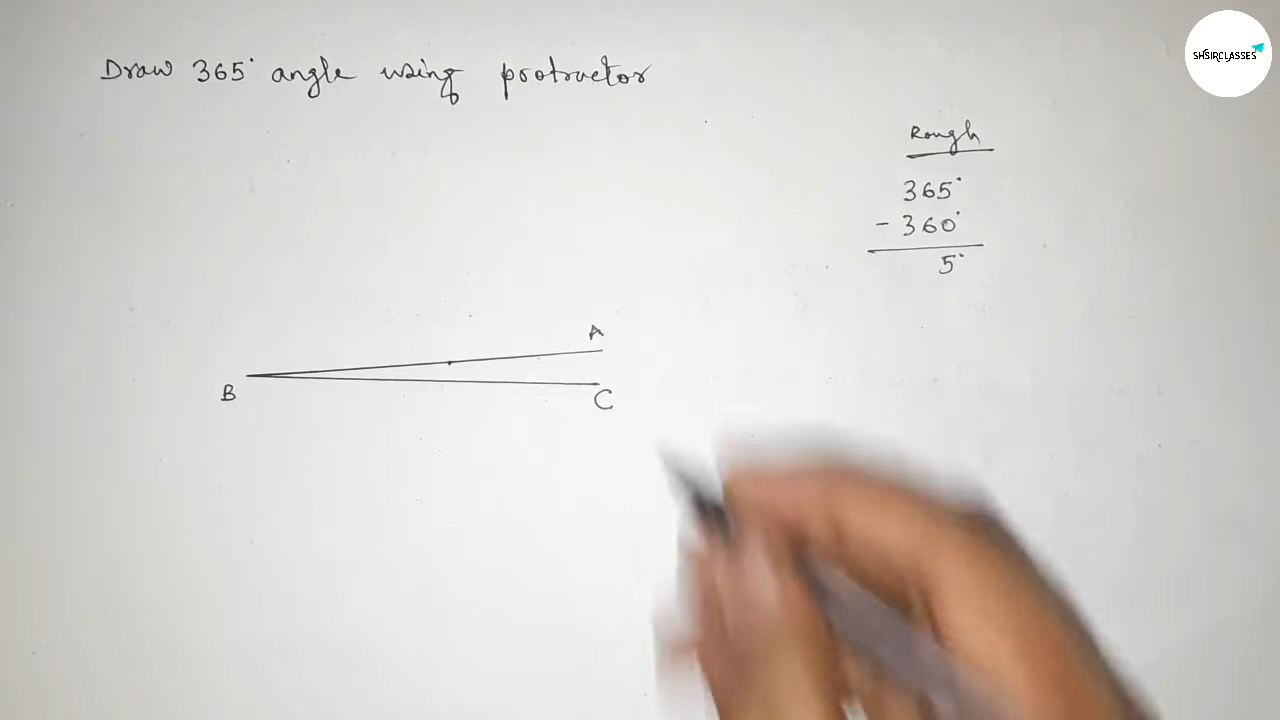 Draw 365° angle using protractor
SHSIRCLASSES
Rough
365°
- 360°
5°
A
B
C